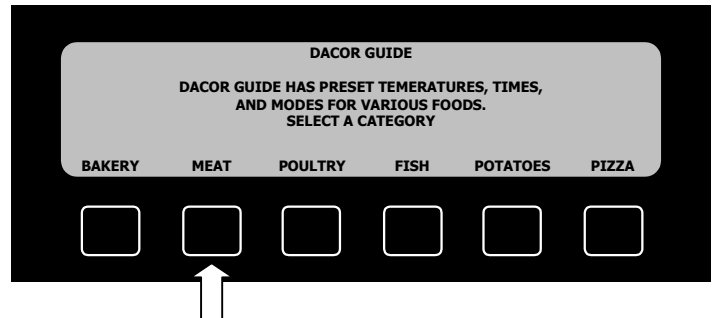 DACOR GUIDE
DACOR GUIDE HAS PRESET TEMERATURES, TIMES,
AND MODES FOR VARIOUS FOODS.
SELECT A CATEGORY
BAKERY MEAT POULTRY FISH POTATOES PIZZA